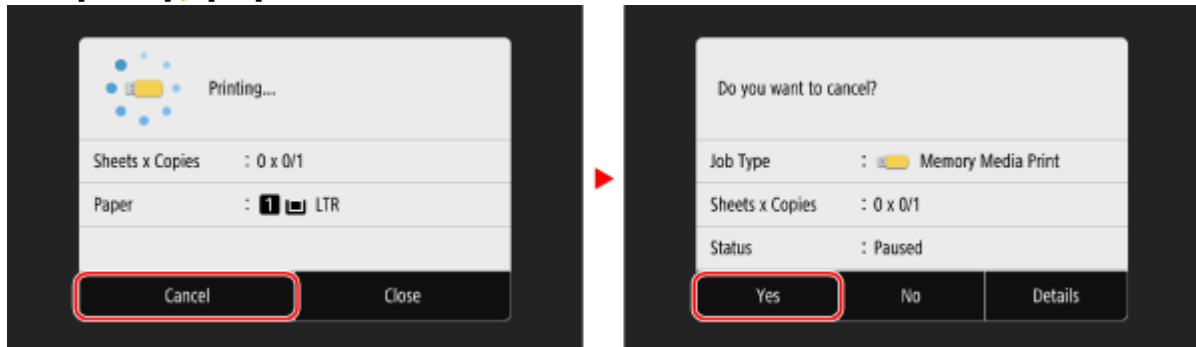 Printing...
Sheets x Copies : 0 x 0/1
Paper : 1 LTR
Cancel Close
Do you want to cancel?
Job Type : Memory Media Print
Sheets x Copies : 0 x 0/1
Status : Paused
Yes No Details